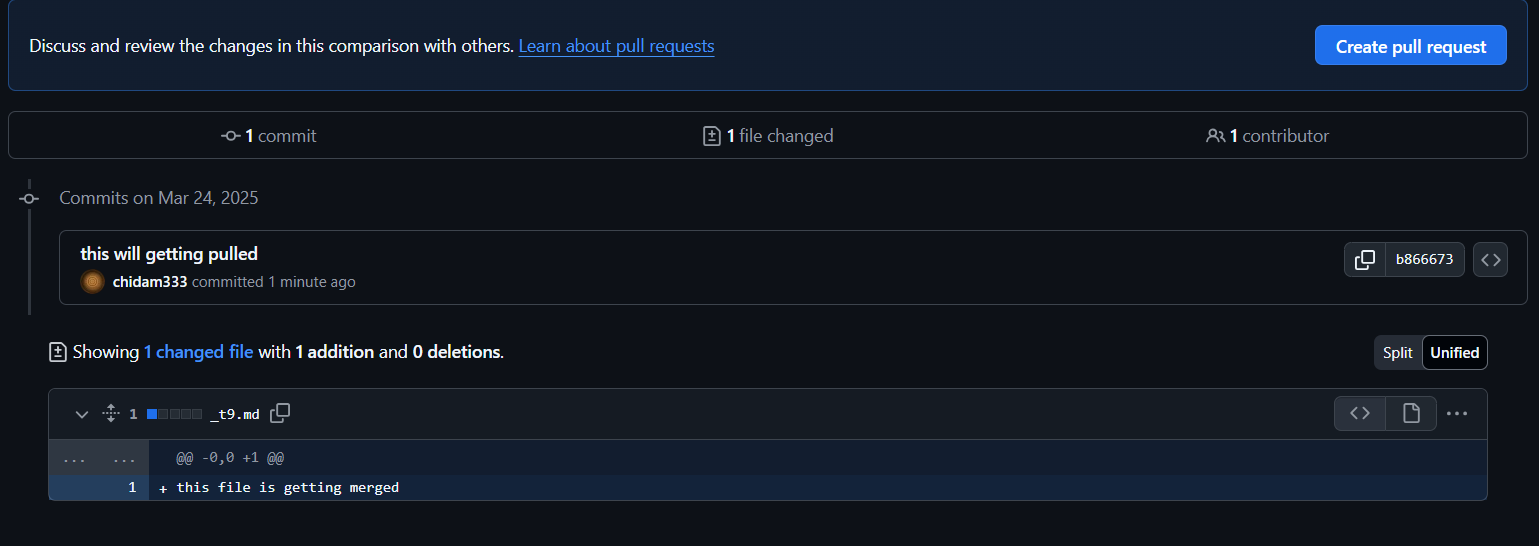 Discuss and review the changes in this comparison with others. Learn about pull requests
Create pull request
1 commit
1 file changed
1 contributor
Commits on Mar 24, 2025
this will getting pulled
chidam333 committed 1 minute ago
b866673
Showing 1 changed file with 1 addition and 0 deletions.
Split
Unified
1
_t9.md
... ... @@ -0,0 +1 @@
1 + this file is getting merged